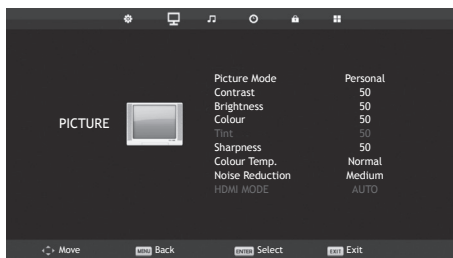 Picture Mode Personal
Contrast 50
Brightness 50
PICTURE
Colour 50
Tint 50
Sharpness 50
Colour Temp. Normal
Noise Reduction Medium
HDMI MODE AUTO
Move MENU Back ENTER Select EXIT Exit